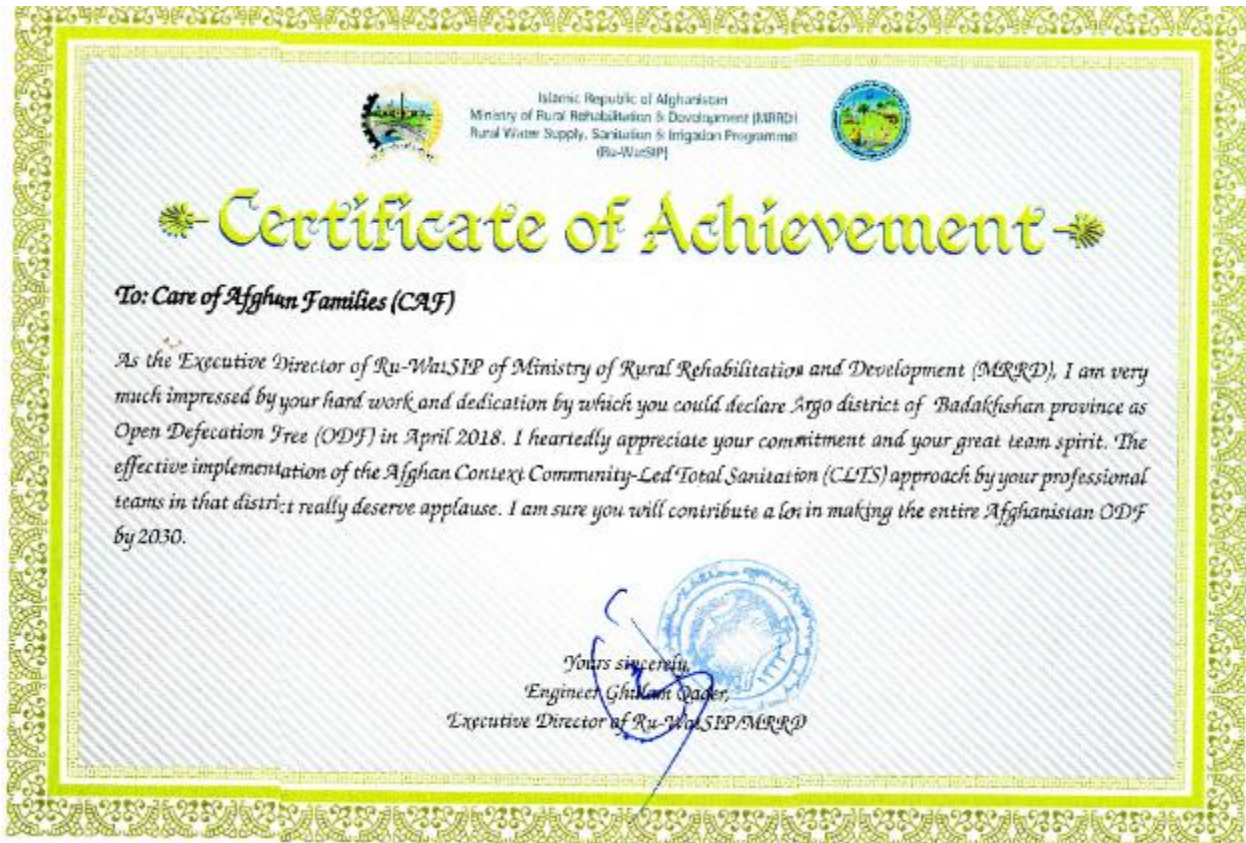 Islamic Republic of Afghanistan
Ministry of Rural Rehabilitation & Development (MRRD)
Rural Water Supply, Sanitation & Irrigation Programme
(Ru-WatSIP)
Certificate of Achievement
To: Care of Afghan Families (CAF)
As the Executive Director of Ru-WatSIP of Ministry of Rural Rehabilitation and Development (MRRD), I am very
much impressed by your hard work and dedication by which you could declare Argo district of Badakhshan province as
Open Defecation Free (ODF) in April 2018. I heartedly appreciate your commitment and your great team spirit. The
effective implementation of the Afghan Context Community-Led Total Sanitation (CLTS) approach by your professional
teams in that district really deserve applause. I am sure you will contribute a lot in making the entire Afghanistan ODF
by 2030.
Yours sincerely,
Engineer Ghulam Qader,
Executive Director of Ru-WatSIP/MRRD